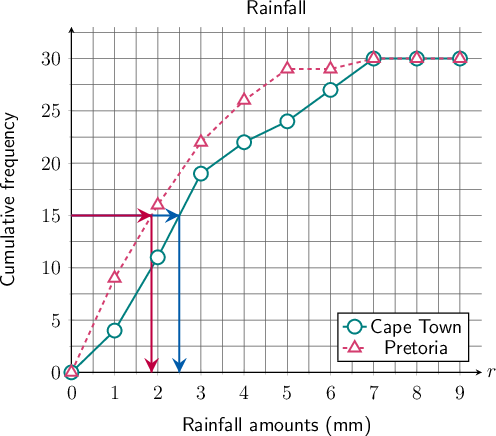 Rainfall
Cumulative frequency
30
25
20
15
10
5
0
0 1 2 3 4 5 6 7 8 9 r
Cape Town
Pretoria
Rainfall amounts (mm)